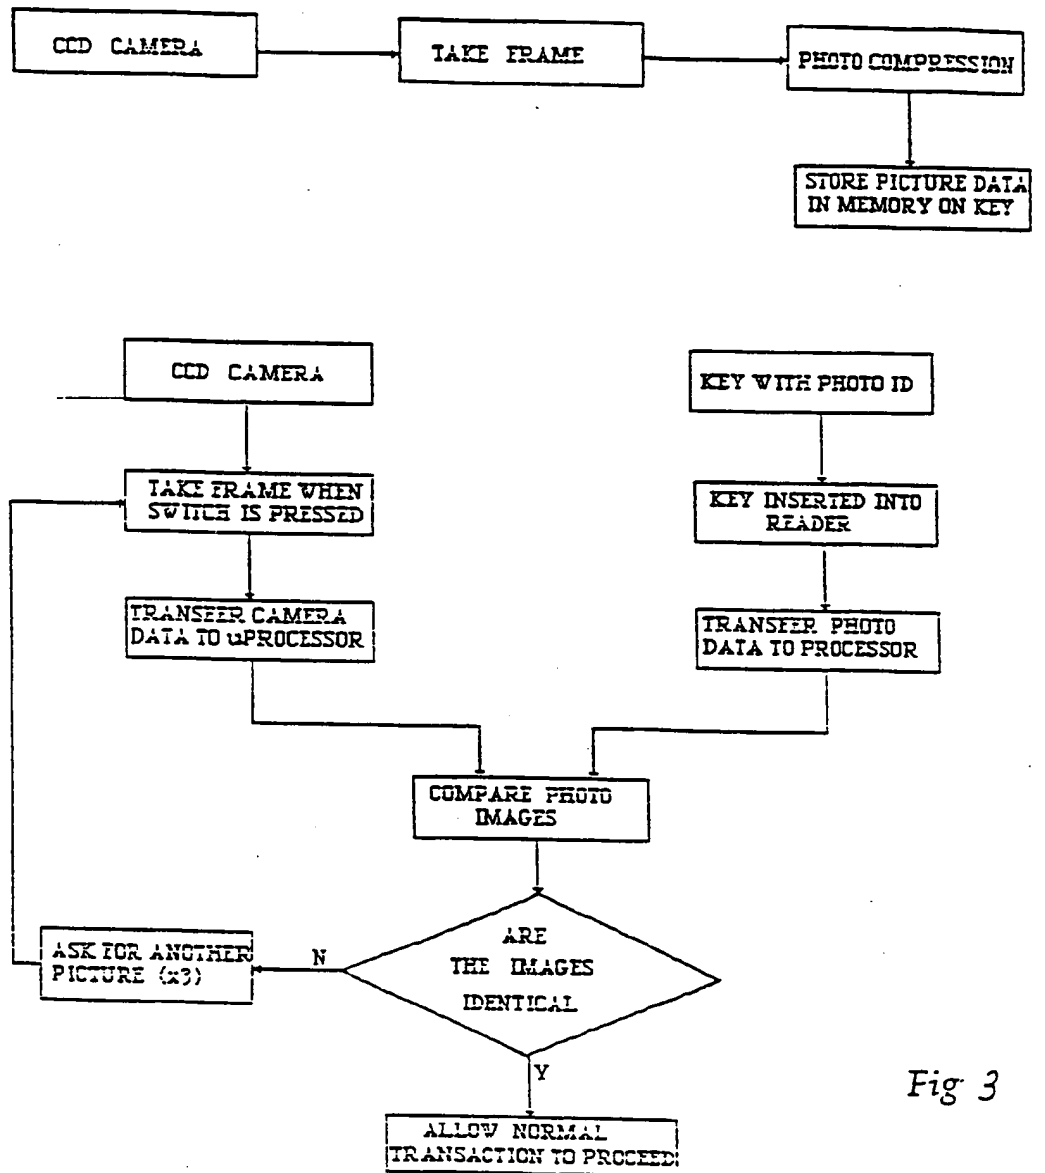 CCD CAMERA
TAKE FRAME
PHOTO COMPRESSION
STORE PICTURE DATA
IN MEMORY ON KEY
CCD CAMERA
KEY WITH PHOTO ID
TAKE FRAME WHEN
SWITCH IS PRESSED
KEY INSERTED INTO
READER
TRANSFER CAMERA
DATA TO uPROCESSOR
TRANSFER PHOTO
DATA TO PROCESSOR
COMPARE PHOTO
IMAGES
ARE
THE IMAGES
IDENTICAL
N
ASK FOR ANOTHER
PICTURE (x3)
Y
ALLOW NORMAL
TRANSACTION TO PROCEED
Fig 3